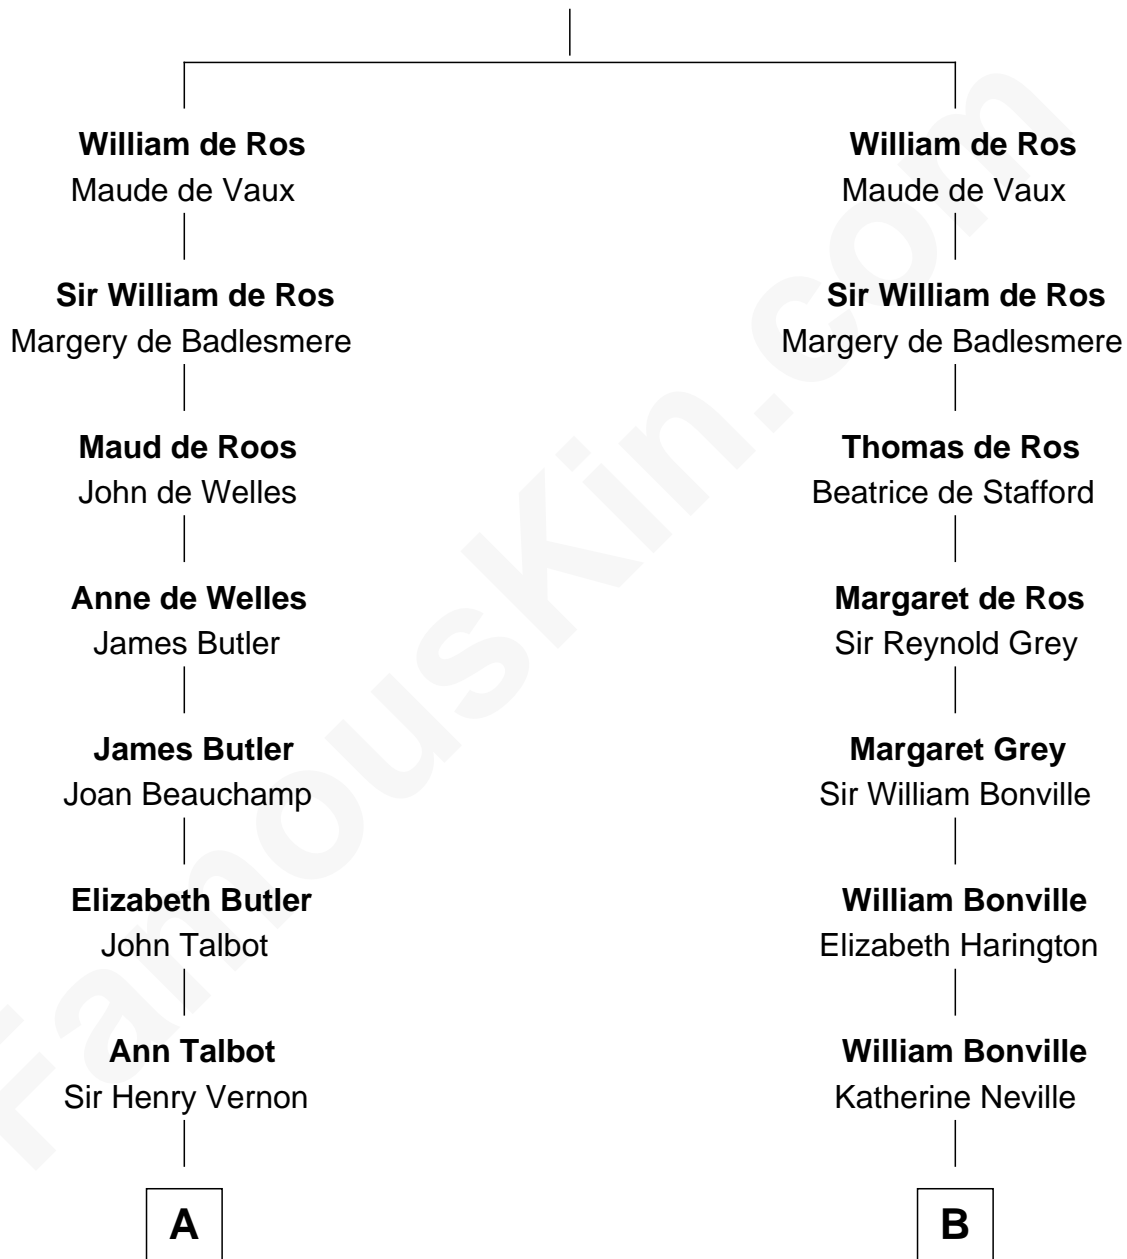 William de Ros
Maude de Vaux
Sir William de Ros
Margery de Badlesmere
Maud de Roos
John de Welles
Anne de Welles
James Butler
James Butler
Joan Beauchamp
Elizabeth Butler
John Talbot
Ann Talbot
Sir Henry Vernon
A
William de Ros
Maude de Vaux
Sir William de Ros
Margery de Badlesmere
Thomas de Ros
Beatrice de Stafford
Margaret de Ros
Sir Reynold Grey
Margaret Grey
Sir William Bonville
William Bonville
Elizabeth Harington
William Bonville
Katherine Neville
B
FamousKin.com